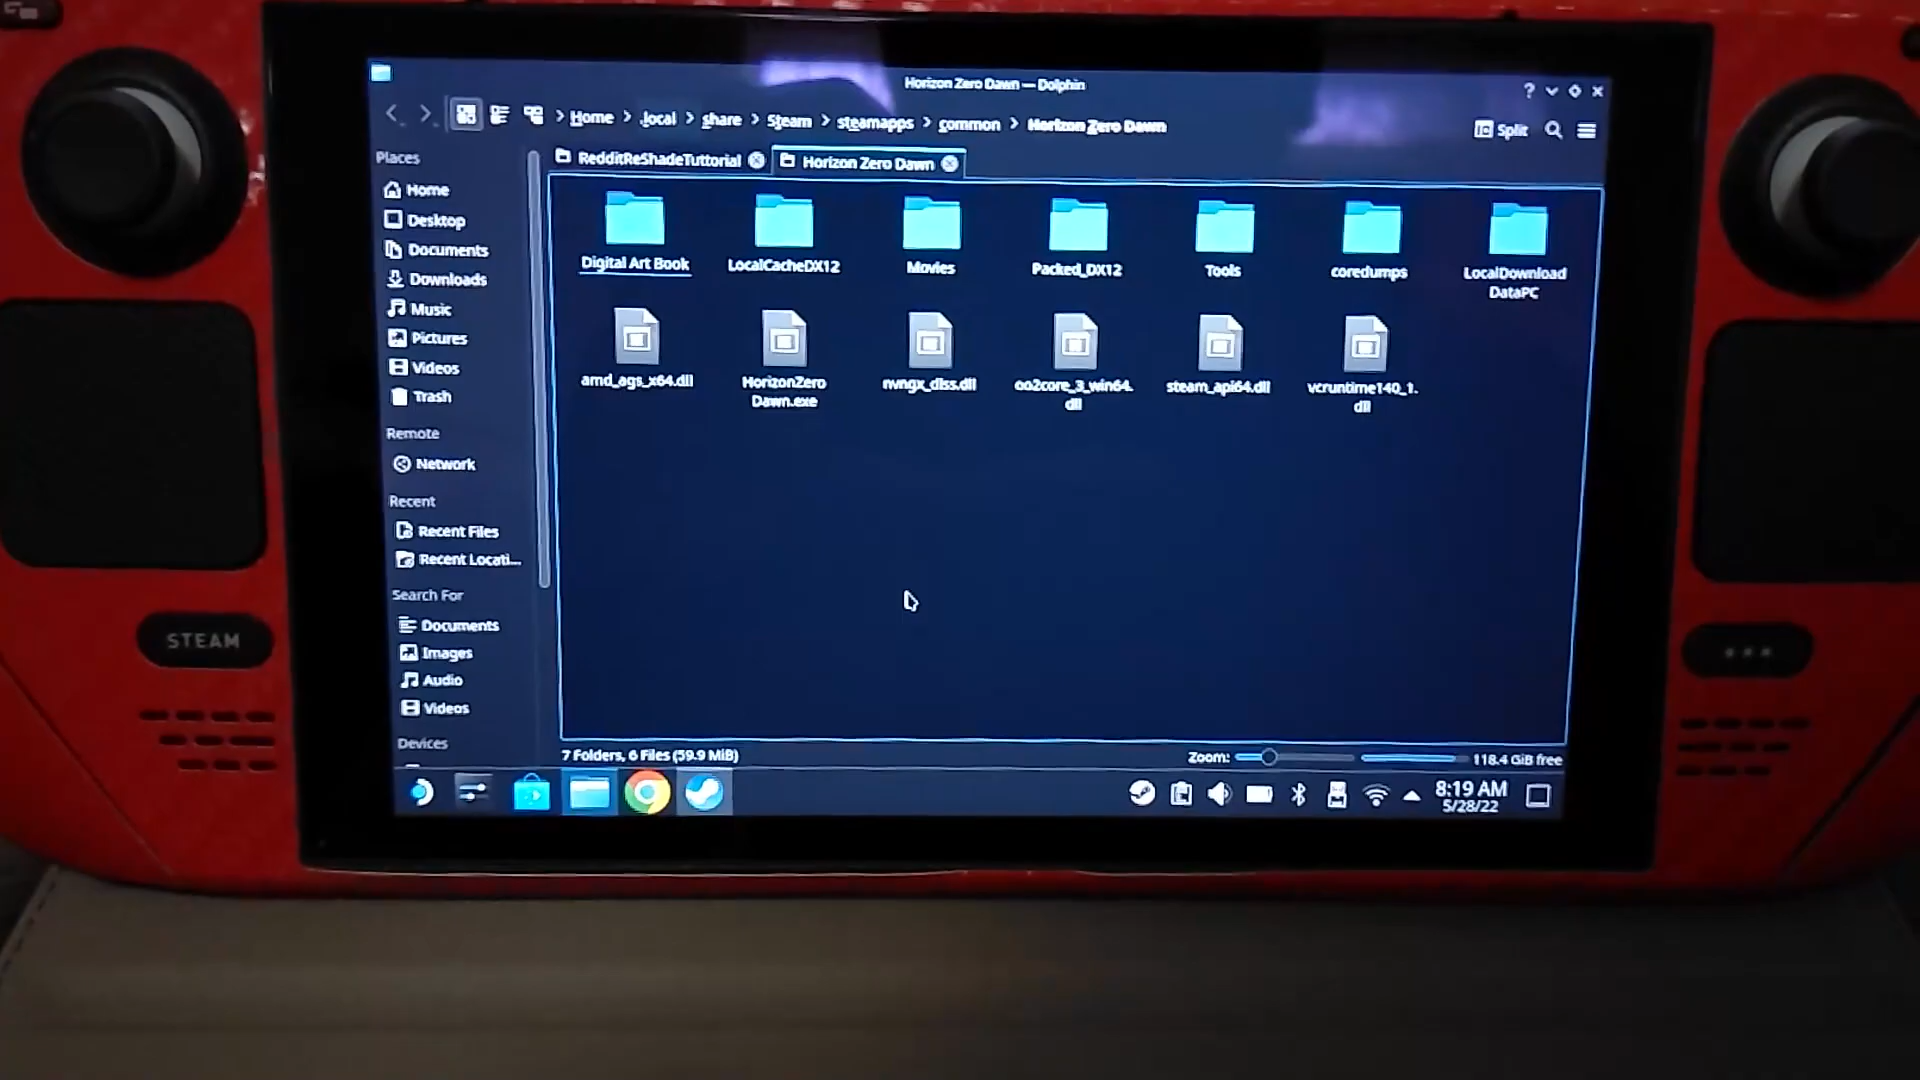 Horizon Zero Dawn — Dolphin
Home > .local > share > Steam > steamapps > common > Horizon Zero Dawn
Split
RedditReShadeTuttorial
Horizon Zero Dawn
Places
Home
Desktop
Documents
Downloads
Music
Pictures
Videos
Trash
Remote
Network
Recent
Recent Files
Recent Locati...
Search For
Documents
Images
Audio
Videos
Devices
Digital Art Book
LocalCacheDX12
Movies
Packed_DX12
Tools
coredumps
LocalDownload
DataPC
amd_ags_x64.dll
HorizonZero
Dawn.exe
nvngx_dlss.dll
oo2core_3_win64.
dll
steam_api64.dll
vcruntime140_1.
dll
7 Folders, 6 Files (59.9 MiB)
Zoom:
118.4 GiB free
8:19 AM
5/28/22
STEAM